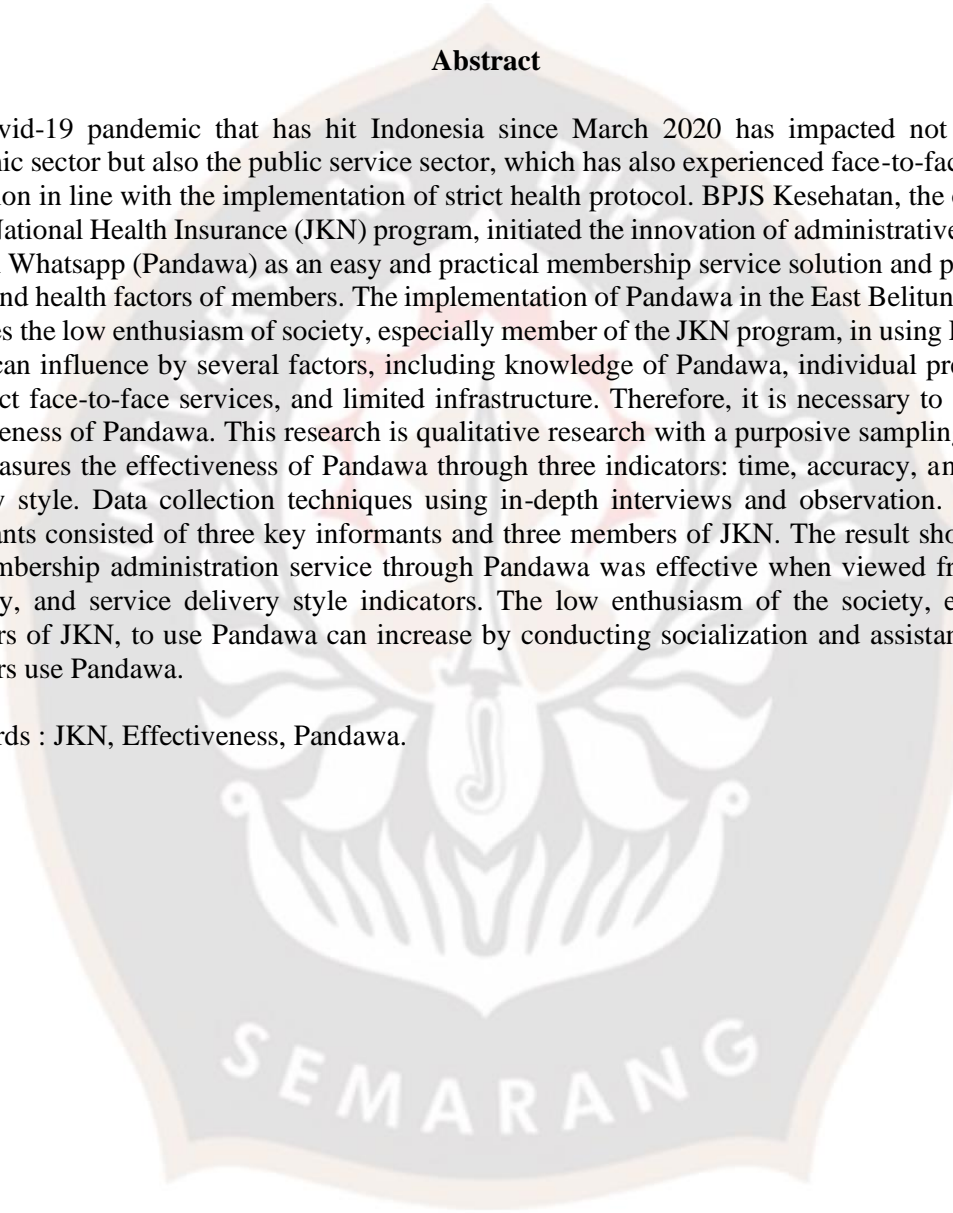 Abstract
vid-19 pandemic that has hit Indonesia since March 2020 has impacted not
nic sector but also the public service sector, which has also experienced face-to-fac
ion in line with the implementation of strict health protocol. BPJS Kesehatan, the
National Health Insurance (JKN) program, initiated the innovation of administrative
Whatsapp (Pandawa) as an easy and practical membership service solution and p
nd health factors of members. The implementation of Pandawa in the East Belitun
es the low enthusiasm of society, especially member of the JKN program, in using
can influence by several factors, including knowledge of Pandawa, individual pre
ct face-to-face services, and limited infrastructure. Therefore, it is necessary to
eness of Pandawa. This research is qualitative research with a purposive sampling
easures the effectiveness of Pandawa through three indicators: time, accuracy, an
y style. Data collection techniques using in-depth interviews and observation.
ants consisted of three key informants and three members of JKN. The result sho
mbership administration service through Pandawa was effective when viewed fr
y, and service delivery style indicators. The low enthusiasm of the society, e
rs of JKN, to use Pandawa can increase by conducting socialization and assistan
rs use Pandawa.
rds : JKN, Effectiveness, Pandawa.
UNIVERSITAS DIPONEGORO
SEMARANG